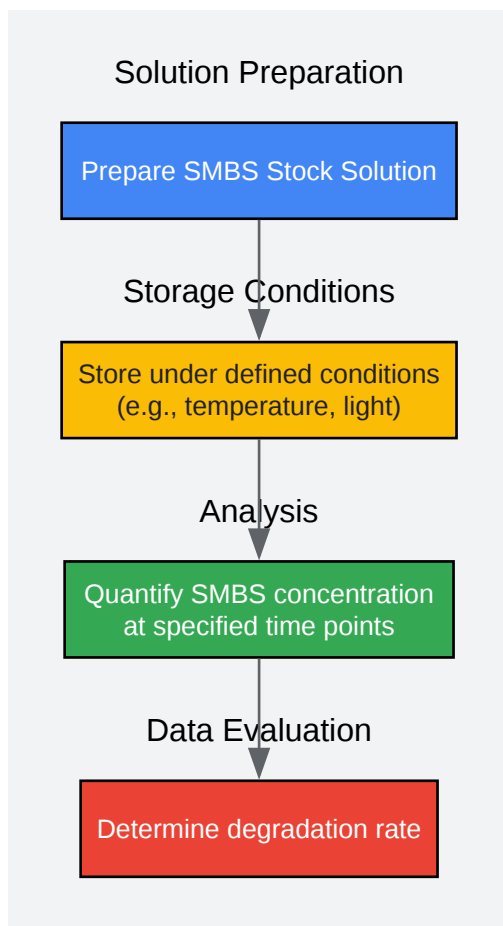 Solution Preparation
Prepare SMBS Stock Solution
Storage Conditions
Store under defined conditions
(e.g., temperature, light)
Analysis
Quantify SMBS concentration
at specified time points
Data Evaluation
Determine degradation rate